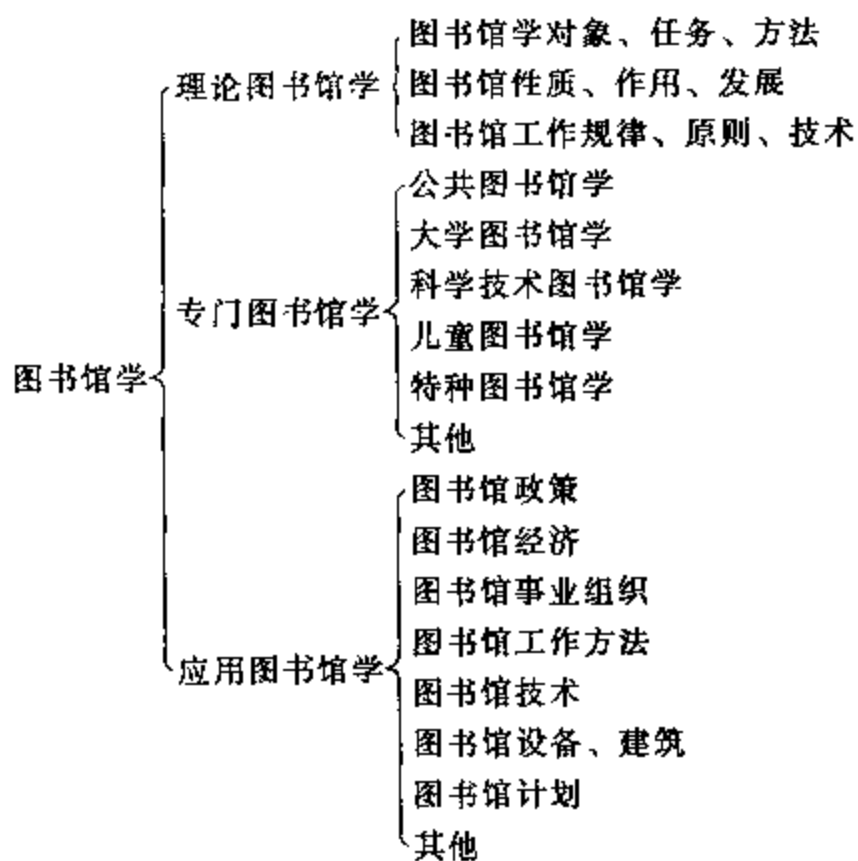 图书馆学
理论图书馆学
图书馆学对象、任务、方法
图书馆性质、作用、发展
图书馆工作规律、原则、技术
专门图书馆学
公共图书馆学
大学图书馆学
科学技术图书馆学
儿童图书馆学
特种图书馆学
其他
应用图书馆学
图书馆政策
图书馆经济
图书馆事业组织
图书馆工作方法
图书馆技术
图书馆设备、建筑
图书馆计划
其他